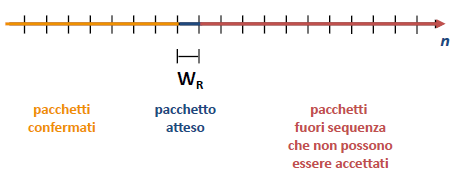 n
WR
pacchetti
confermati
pacchetto
atteso
pacchetti
fuori sequenza
che non possono
essere accettati